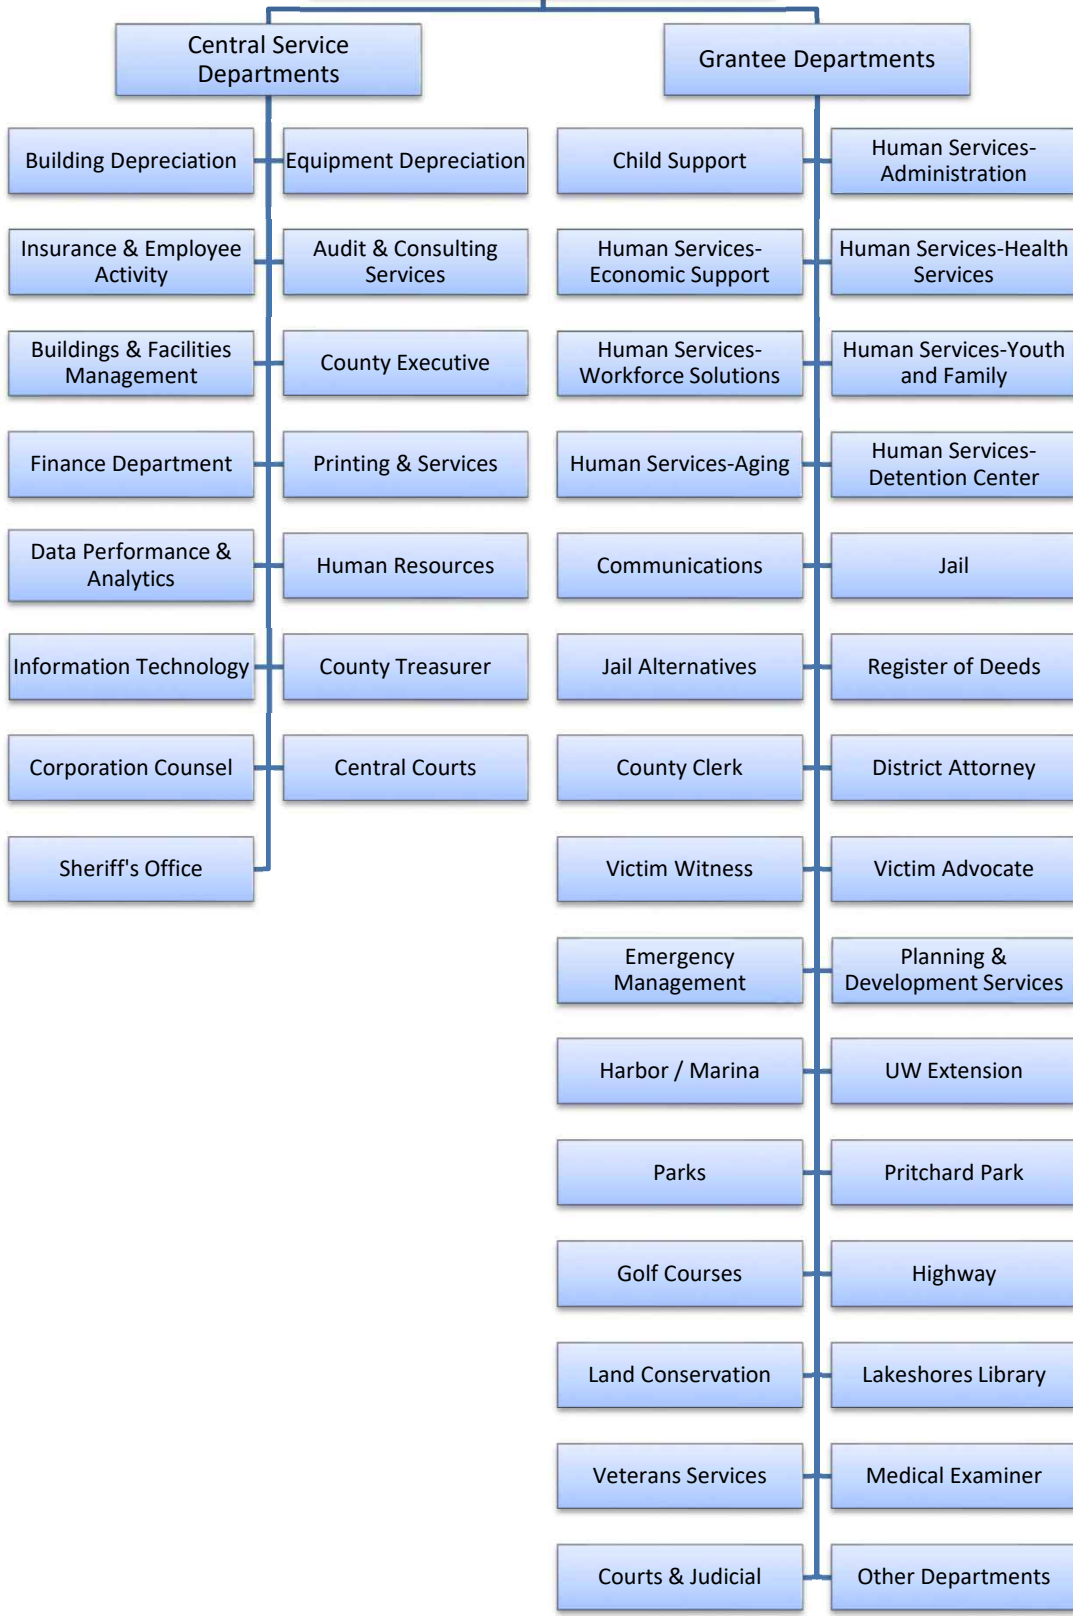 Central Service
Departments
Grantee Departments
Building Depreciation
Equipment Depreciation
Insurance & Employee
Activity
Audit & Consulting
Services
Buildings & Facilities
Management
County Executive
Finance Department
Printing & Services
Data Performance &
Analytics
Human Resources
Information Technology
County Treasurer
Corporation Counsel
Central Courts
Sheriff's Office
Child Support
Human Services-
Administration
Human Services-
Economic Support
Human Services-Health
Services
Human Services-
Workforce Solutions
Human Services-Youth
and Family
Human Services-Aging
Human Services-
Detention Center
Communications
Jail
Jail Alternatives
Register of Deeds
County Clerk
District Attorney
Victim Witness
Victim Advocate
Emergency
Management
Planning &
Development Services
Harbor / Marina
UW Extension
Parks
Pritchard Park
Golf Courses
Highway
Land Conservation
Lakeshores Library
Veterans Services
Medical Examiner
Courts & Judicial
Other Departments